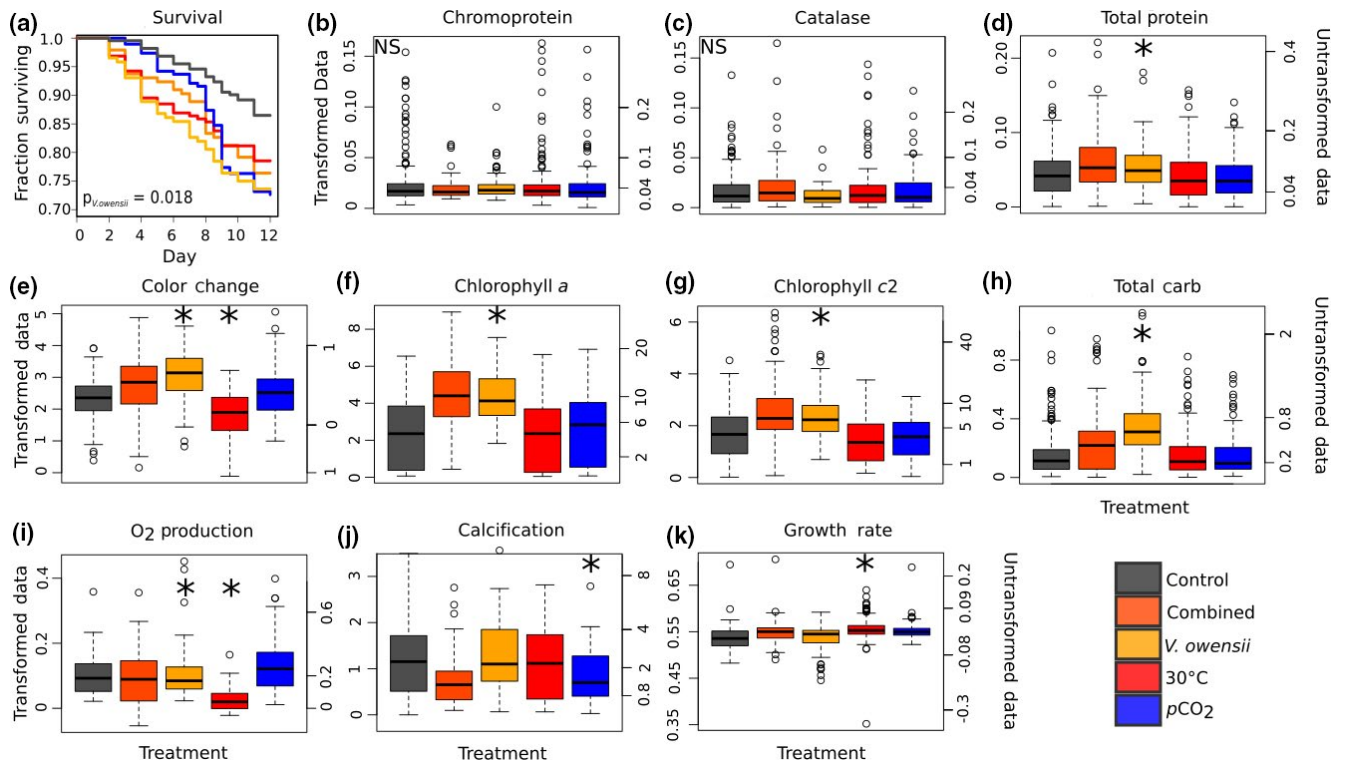 (a) Survival
1.0
0.95
0.90
0.85
0.80
0.75
0.70
Fraction surviving
pV.owensii = 0.018
0 2 4 6 8 10 12
Day
(b) Chromoprotein
NS
Transformed Data
0.15
0.10
0.05
0
0.2
0.1
0.04
(c) Catalase
NS
0.15
0.10
0.05
0
0.2
0.1
0.04
(d) Total protein
*
0.20
0.10
0
0.4
0.2
0.04
Untransformed data
(e) Color change
* *
Transformed data
5
4
3
2
1
0
1
0
1
(f) Chlorophyll a
*
8
6
4
2
0
20
10
6
2
(g) Chlorophyll c2
*
6
4
2
0
40
10
5
1
(h) Total carb
*
0.8
0.4
0
2
0.8
0.2
Untransformed data
Treatment
(i) O2 production
* *
Transformed data
0.4
0.2
0
0.6
0.2
0
Treatment
(j) Calcification
*
3
2
1
0
8
4
2
0.8
Treatment
(k) Growth rate
*
0.65
0.55
0.45
0.35
0.2
0.09
-0.08
-0.3
Untransformed data
Treatment
Control
Combined
V. owensii
30°C
pCO2